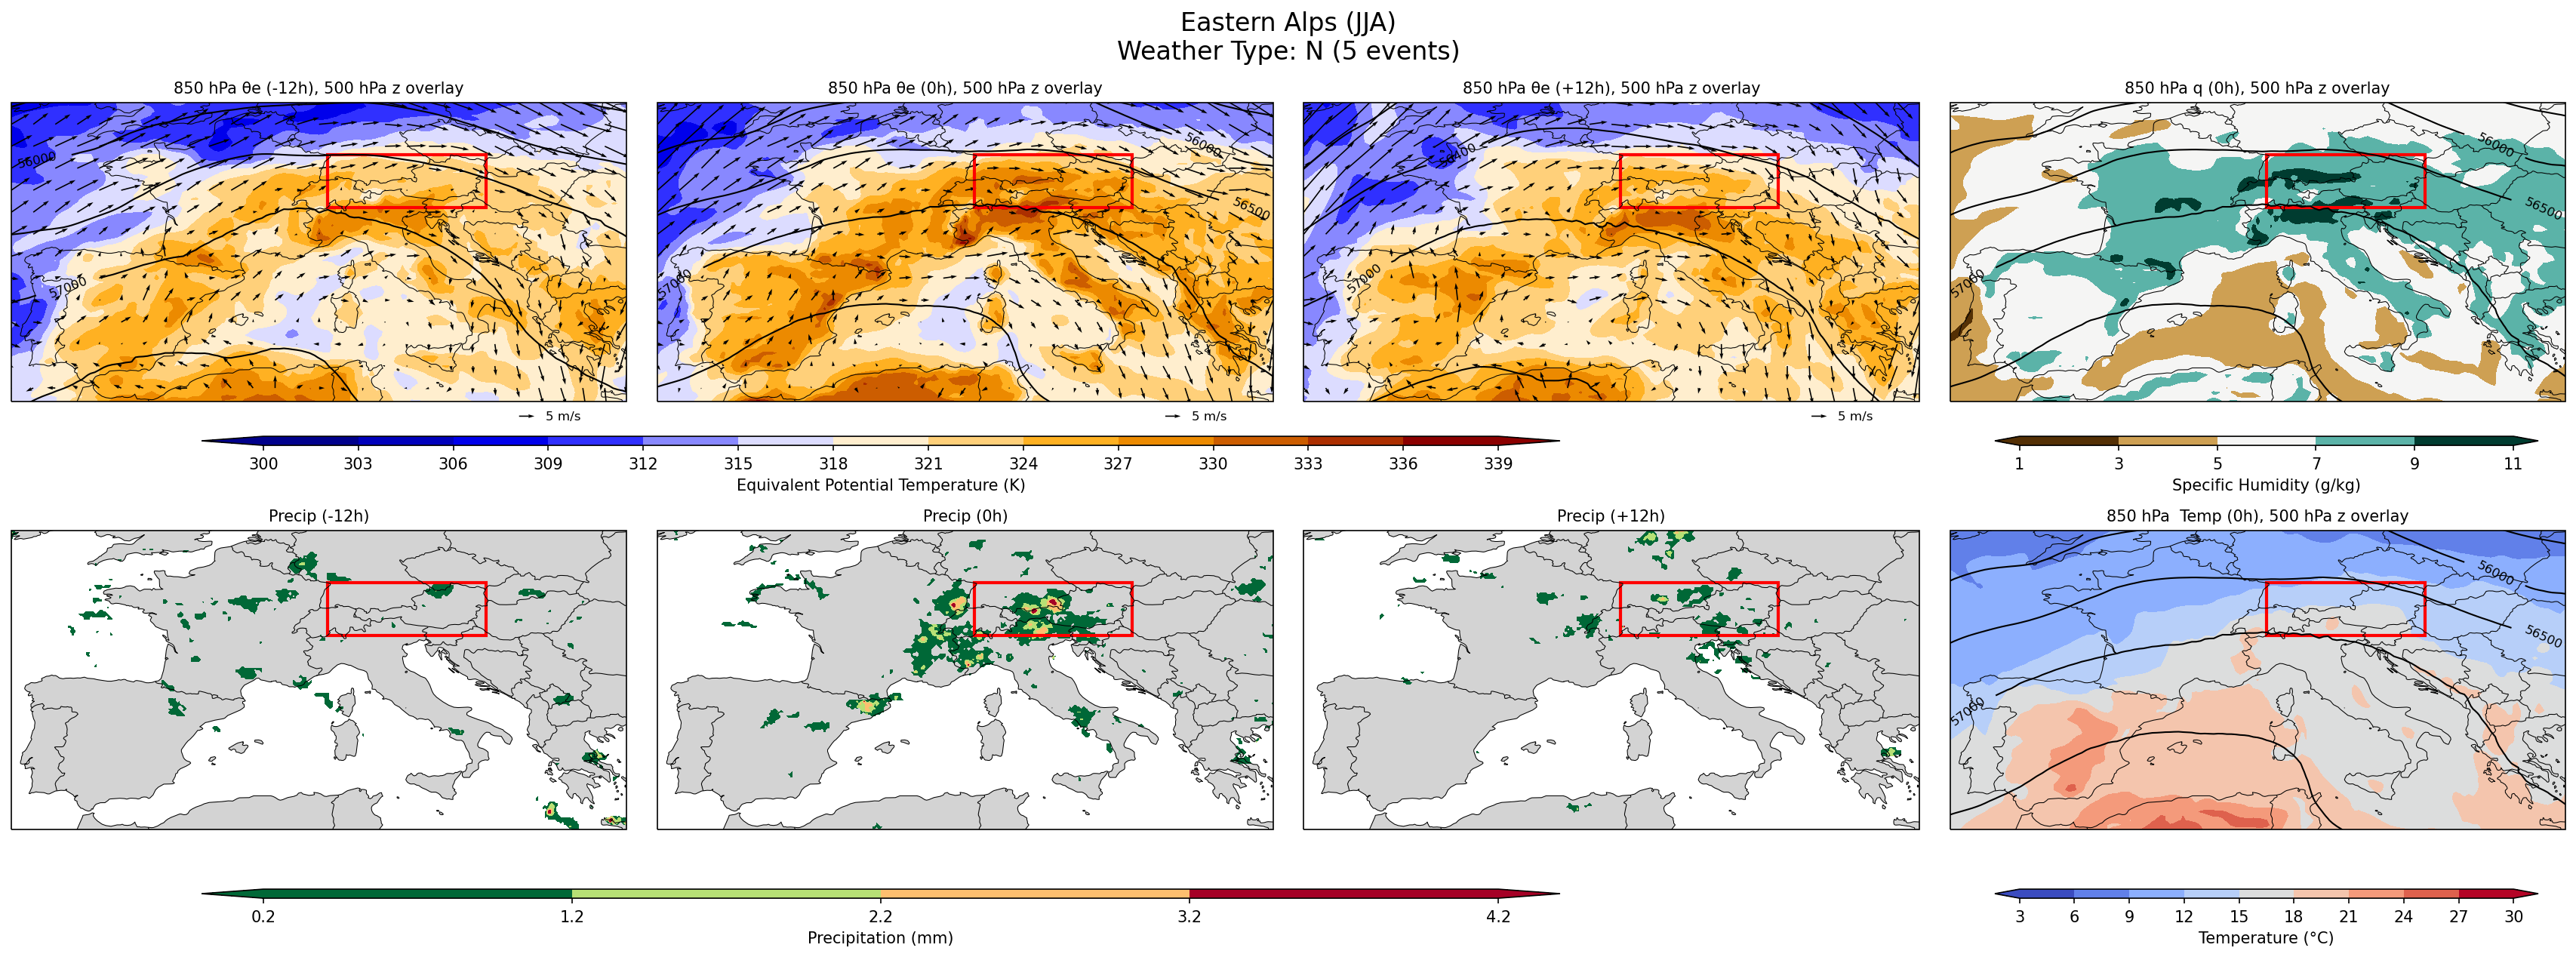 Eastern Alps (JJA)
Weather Type: N (5 events)
850 hPa θe (-12h), 500 hPa z overlay
850 hPa θe (0h), 500 hPa z overlay
850 hPa θe (+12h), 500 hPa z overlay
850 hPa q (0h), 500 hPa z overlay
56000
57000
56000
56500
57000
56400
57000
56000
56500
57000
5 m/s
5 m/s
5 m/s
300 303 306 309 312 315 318 321 324 327 330 333 336 339
Equivalent Potential Temperature (K)
1 3 5 7 9 11
Specific Humidity (g/kg)
Precip (-12h)
Precip (0h)
Precip (+12h)
850 hPa  Temp (0h), 500 hPa z overlay
56000
56500
57000
0.2 1.2 2.2 3.2 4.2
Precipitation (mm)
3 6 9 12 15 18 21 24 27 30
Temperature (°C)